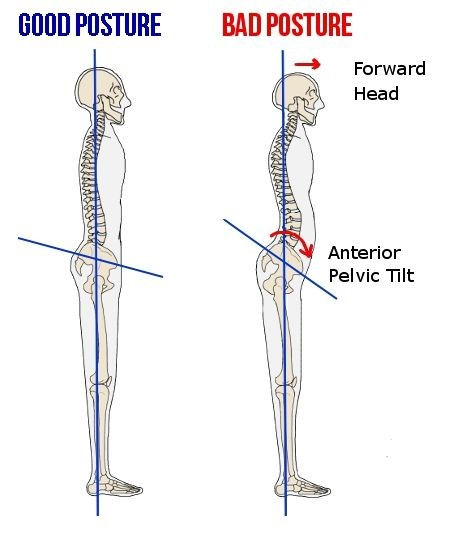 GOOD POSTURE
BAD POSTURE
Forward
Head
Anterior
Pelvic Tilt